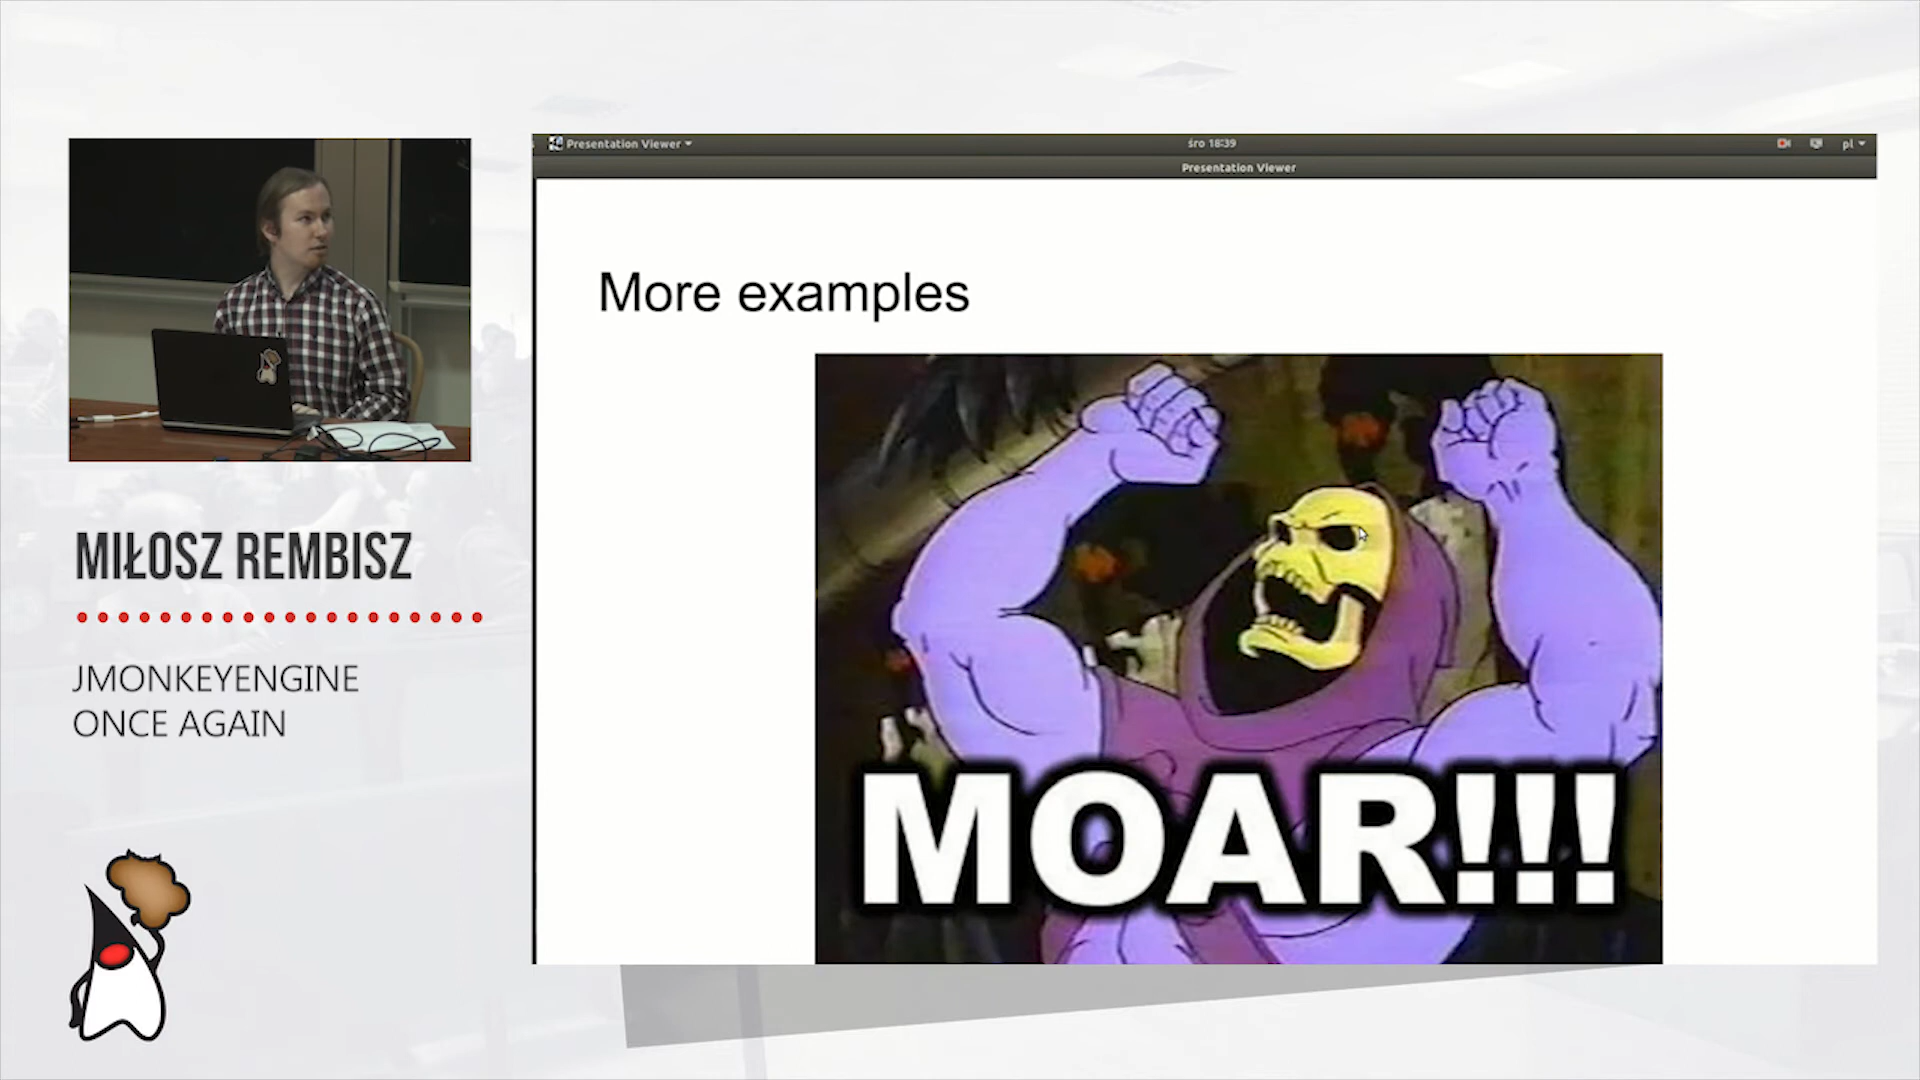 MIŁOSZ REMBISZ
JMONKEYENGINE
ONCE AGAIN
Presentation Viewer
śro 18:39
pl
Presentation Viewer
More examples
MOAR!!!